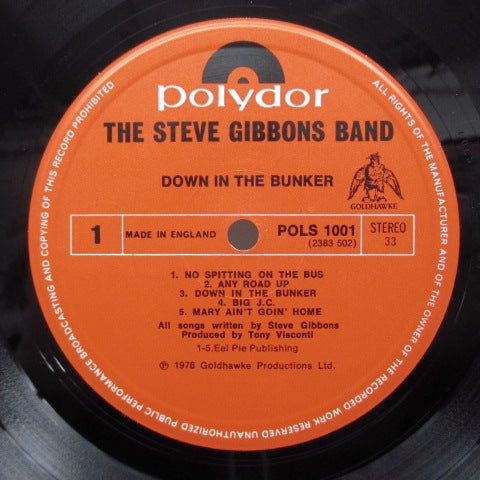 polydor
THE STEVE GIBBONS BAND
DOWN IN THE BUNKER
GOLDHAWKE
1
MADE IN ENGLAND
POLS 1001
(2383 502)
STEREO
33
1. NO SPITTING ON THE BUS
2. ANY ROAD UP
3. DOWN IN THE BUNKER
4. BIG J.C.
5. MARY AIN'T GOIN' HOME
All songs written by Steve Gibbons
Produced by Tony Visconti
1-5.Eel Pie Publishing
Ⓟ 1978 Goldhawke Productions Ltd.
ALL RIGHTS OF THE MANUFACTURER AND OF THE OWNER OF THE RECORDED WORK RESERVED UNAUTHORIZED PUBLIC PERFORMANCE BROADCASTING AND COPYING OF THIS RECORD PROHIBITED